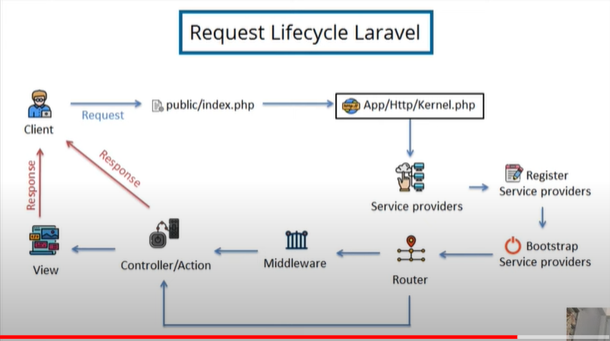 Request Lifecycle Laravel
Client
Request
public/index.php
App/Http/Kernel.php
Service providers
Register
Service providers
Bootstrap
Service providers
Router
Middleware
Controller/Action
View
Response
Response